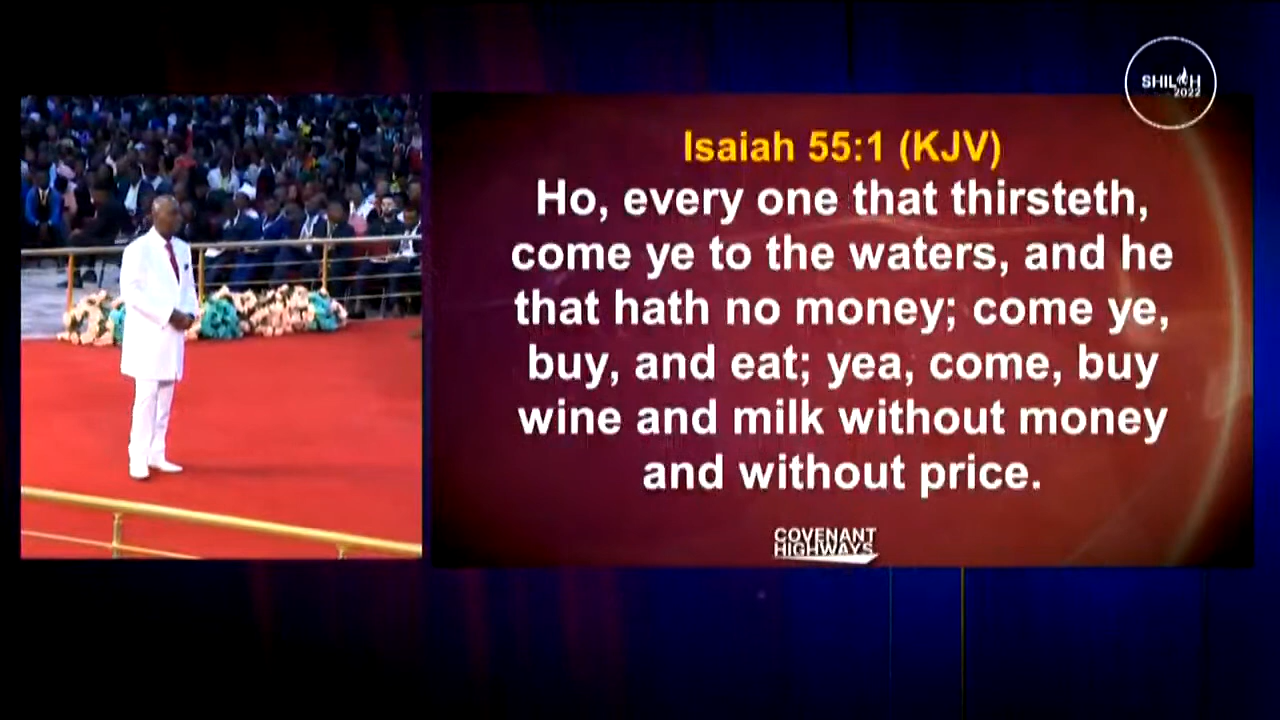 SHILOH
2022
Isaiah 55:1 (KJV)
Ho, every one that thirsteth,
come ye to the waters, and he
that hath no money; come ye,
buy, and eat; yea, come, buy
wine and milk without money
and without price.
COVENANT
HIGHWAYS